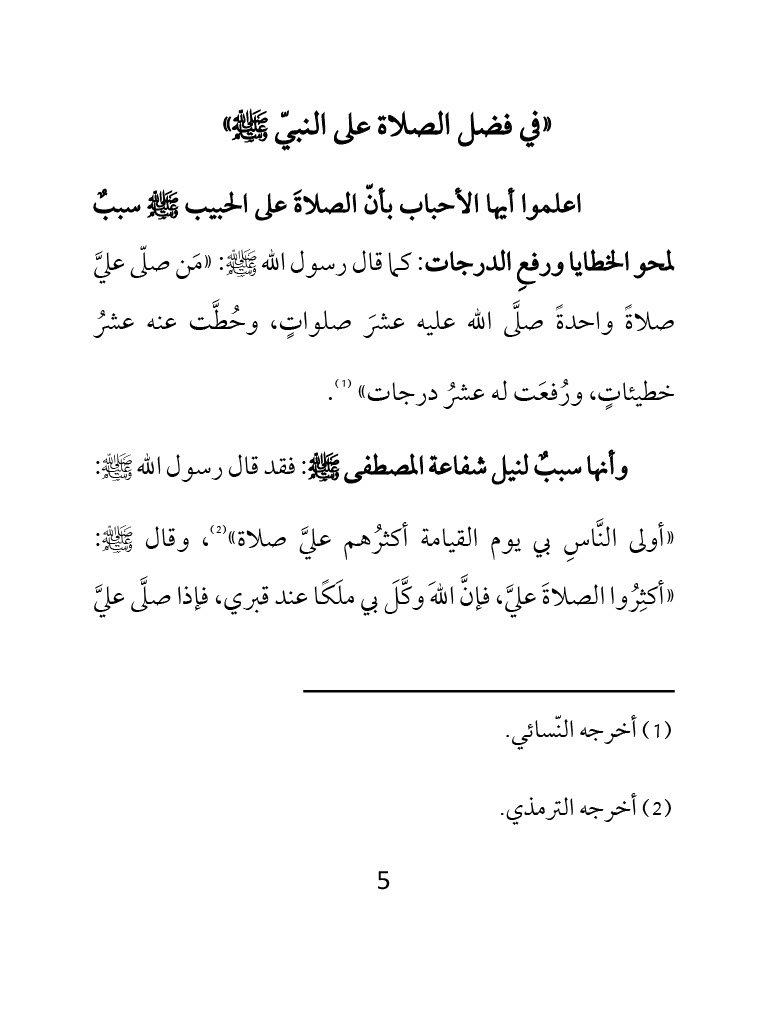 «في فضل الصلاة على النبيّ ﷺ»
اعلموا أيها الأحباب بأنّ الصلاةَ على الحبيب ﷺ سببٌ
لمحو الخطايا ورفعِ الدرجات: كما قال رسول الله ﷺ: «مَن صلّى عليَّ
صلاةً واحدةً صلَّى الله عليه عشرَ صلواتٍ، وحُطَّت عنه عشرُ
خطيئاتٍ، ورُفعَت له عشرُ درجات» (1).
وأنها سببٌ لنيل شفاعة المصطفى ﷺ: فقد قال رسول الله ﷺ:
«أولى النَّاسِ بي يوم القيامة أكثرُهم عليَّ صلاة»(2)، وقال ﷺ:
«أكثِرُوا الصلاةَ عليَّ، فإنَّ اللهَ وكَّلَ بي ملَكًا عند قبري، فإذا صلَّى عليَّ
(1) أخرجه النّسائي.
(2) أخرجه الترمذي.
5